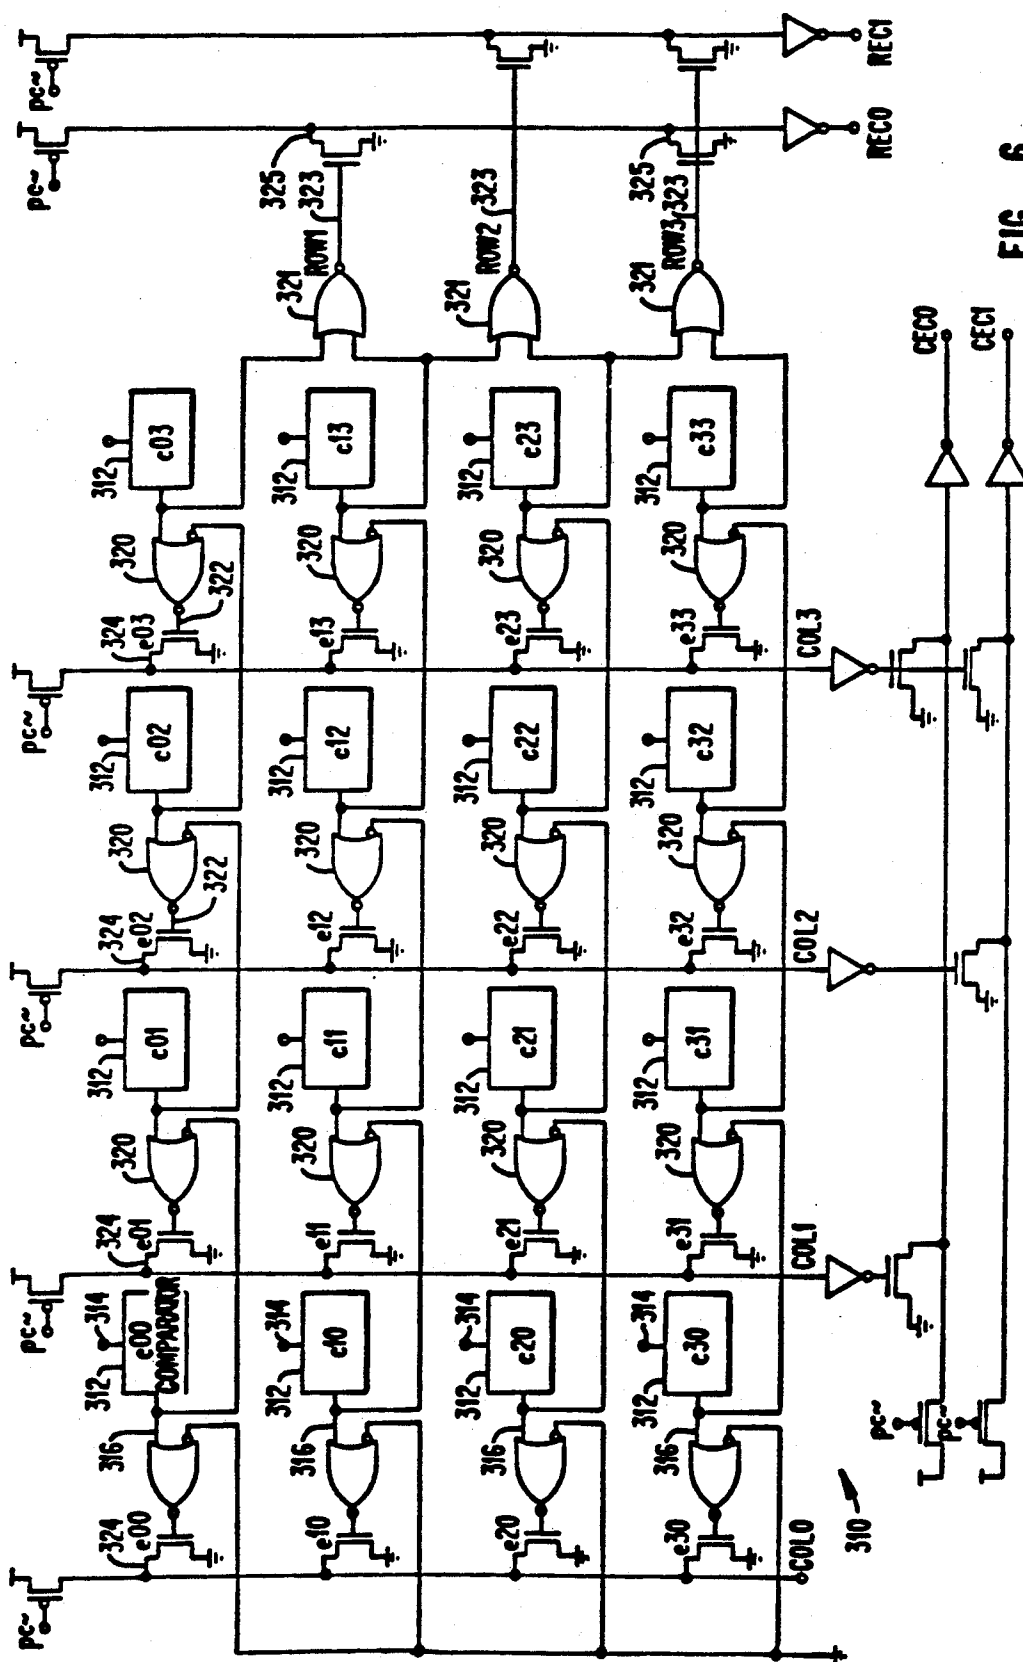 pc~
pc~
REC1
REC0
325
323
ROW1
321
323
ROW2
321
325
323
ROW3
321
FIG_6
CEC0
CEC1
312
c03
320
322
324
e03
312
c13
320
e13
312
c23
320
e23
312
c33
320
e33
pc~
COL3
312
c02
320
322
324
e02
312
c12
320
e12
312
c22
320
e22
312
c32
320
e32
pc~
COL2
312
c01
320
324
e01
312
c11
320
e11
312
c21
320
e21
312
c31
320
e31
pc~
COL1
314
312
e00
COMPARATOR
316
324
e00
314
312
c10
316
e10
314
312
c20
316
e20
314
312
c30
316
e30
pc~
COL0
310
pc~
pc~